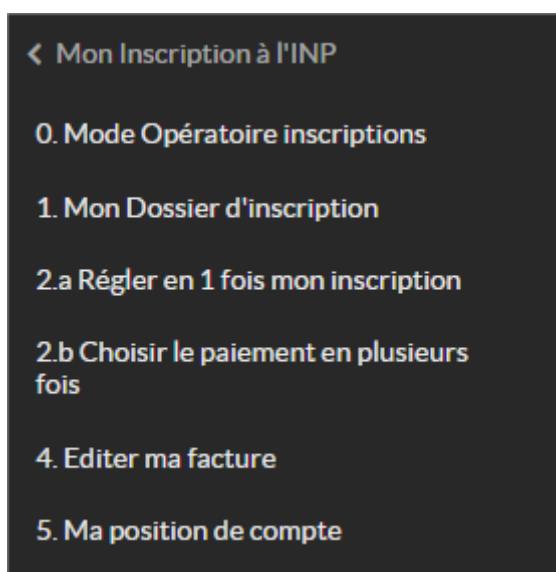 Mon Inscription à l'INP
0. Mode Opératoire inscriptions
1. Mon Dossier d'inscription
2.a Régler en 1 fois mon inscription
2.b Choisir le paiement en plusieurs
fois
4. Editer ma facture
5. Ma position de compte